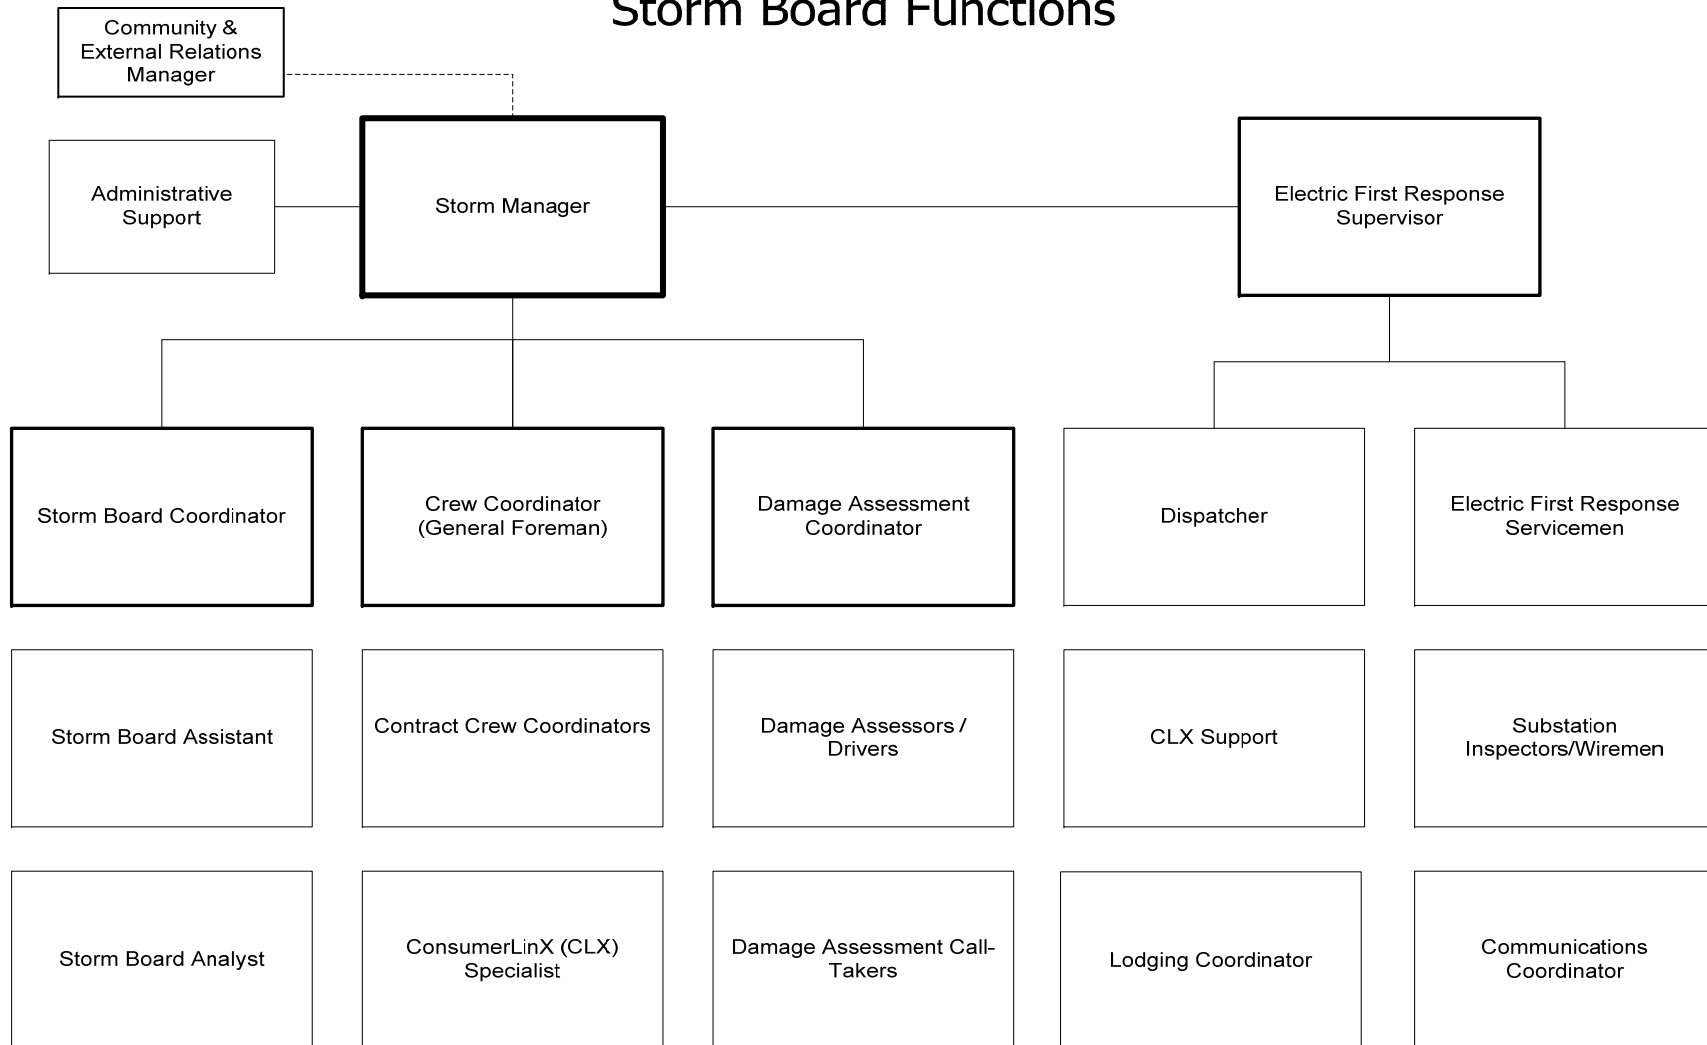 Storm Board Functions
Community &
External Relations
Manager
Administrative
Support
Storm Manager
Electric First Response
Supervisor
Storm Board Coordinator
Crew Coordinator
(General Foreman)
Damage Assessment
Coordinator
Dispatcher
Electric First Response
Servicemen
Storm Board Assistant
Contract Crew Coordinators
Damage Assessors /
Drivers
CLX Support
Substation
Inspectors/Wiremen
Storm Board Analyst
ConsumerLinX (CLX)
Specialist
Damage Assessment Call-
Takers
Lodging Coordinator
Communications
Coordinator